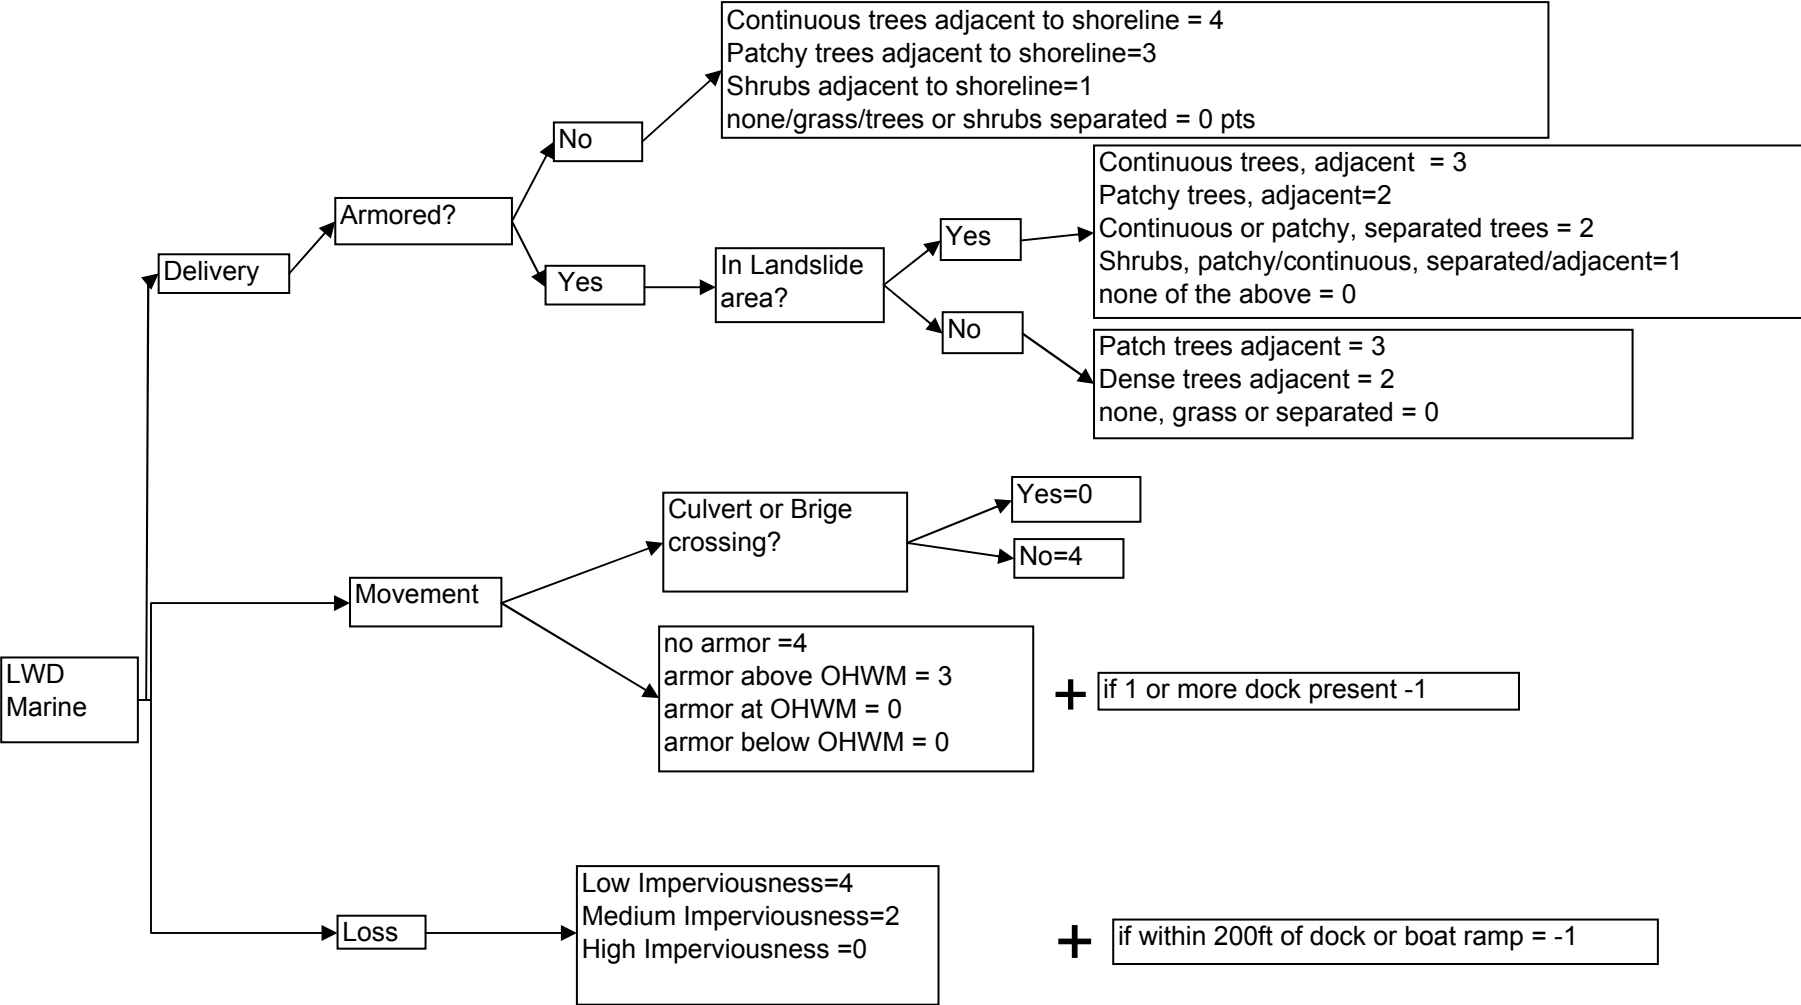 Continuous trees adjacent to shoreline = 4
Patchy trees adjacent to shoreline=3
Shrubs adjacent to shoreline=1
none/grass/trees or shrubs separated = 0 pts
No
Armored?
Delivery
Yes
In Landslide
area?
Yes
Continuous trees, adjacent  = 3
Patchy trees, adjacent=2
Continuous or patchy, separated trees = 2
Shrubs, patchy/continuous, separated/adjacent=1
none of the above = 0
No
Patch trees adjacent = 3
Dense trees adjacent = 2
none, grass or separated = 0
Culvert or Brige
crossing?
Yes=0
No=4
Movement
no armor =4
armor above OHWM = 3
armor at OHWM = 0
armor below OHWM = 0
+
if 1 or more dock present -1
LWD
Marine
Loss
Low Imperviousness=4
Medium Imperviousness=2
High Imperviousness =0
+
if within 200ft of dock or boat ramp = -1